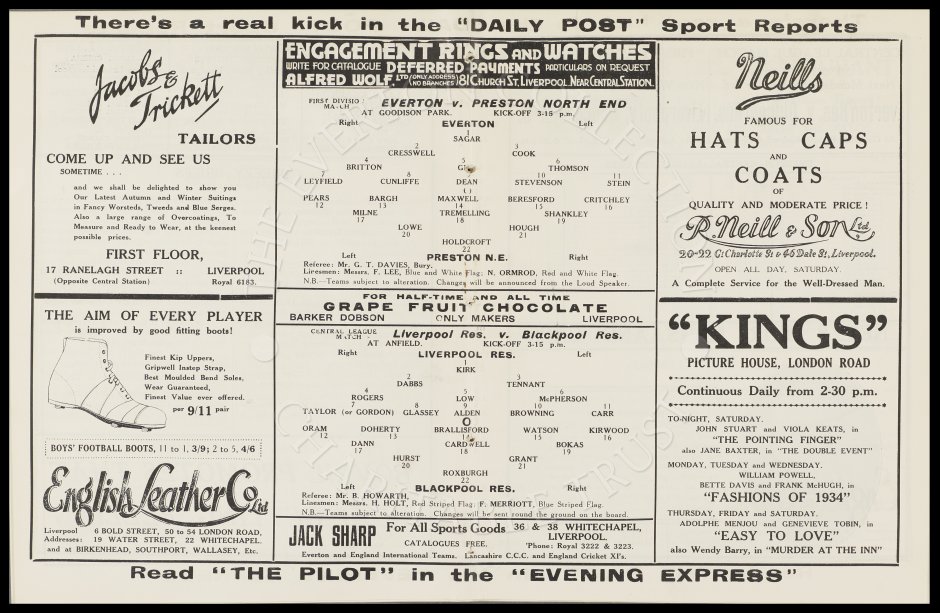 There's a real kick in the "DAILY POST" Sport Reports
Jacobs & Trickett
TAILORS
COME UP AND SEE US
SOMETIME . . .
and we shall be delighted to show you
Our Latest Autumn and Winter Suitings
in Fancy Worsteds, Tweeds and Blue Serges.
Also a large range of Overcoatings, To
Measure and Ready to Wear, at the keenest
possible prices.
FIRST FLOOR,
17 RANELAGH STREET :: LIVERPOOL
(Opposite Central Station) Royal 6183.
THE AIM OF EVERY PLAYER
is improved by good fitting boots!
Finest Kip Uppers,
Gripwell Instep Strap,
Best Moulded Bend Soles,
Wear Guaranteed,
Finest Value ever offered.
per 9/11 pair
BOYS' FOOTBALL BOOTS, 11 to 1, 3/9; 2 to 5, 4/6
English Leather Co Ltd
Liverpool 6 BOLD STREET, 50 to 54 LONDON ROAD,
Addresses: 19 WATER STREET, 22 WHITECHAPEL.
and at BIRKENHEAD, SOUTHPORT, WALLASEY, Etc.
ENGAGEMENT RINGS AND WATCHES
WRITE FOR CATALOGUE DEFERRED PAYMENTS PARTICULARS ON REQUEST
ALFRED WOLF LTD (ONLY ADDRESS NO BRANCHES) 81 CHURCH ST, LIVERPOOL. NEAR CENTRAL STATION.
FIRST DIVISION MATCH EVERTON v. PRESTON NORTH END
AT GOODISON PARK. KICK-OFF 3-15 p.m.
Right EVERTON Left
1
SAGAR
2 3
CRESSWELL COOK
4 5 6
BRITTON THOMSON
7 8 9 10 11
LEYFIELD CUNLIFFE DEAN STEVENSON STEIN
PEARS BARGH MAXWELL BERESFORD CRITCHLEY
12 13 14 15 16
MILNE TREMELLING SHANKLEY
17 18 19
LOWE HOUGH
20 21
HOLDCROFT
22
Left PRESTON N.E. Right
Referee: Mr. G. T. DAVIES, Bury.
Linesmen: Messrs. F. LEE, Blue and White Flag; N. ORMROD, Red and White Flag.
N.B.—Teams subject to alteration. Changes will be announced from the Loud Speaker.
FOR HALF-TIME AND ALL TIME
GRAPE FRUIT CHOCOLATE
BARKER DOBSON ONLY MAKERS LIVERPOOL
CENTRAL LEAGUE MATCH Liverpool Res. v. Blackpool Res.
AT ANFIELD. KICK-OFF 3-15 p.m.
Right LIVERPOOL RES. Left
1
KIRK
2 3
DABBS TENNANT
4 5 6
ROGERS LOW McPHERSON
7 8 9 10 11
TAYLOR (or GORDON) GLASSEY ALDEN BROWNING CARR
O
ORAM DOHERTY BRALLISFORD WATSON KIRWOOD
12 13 14 15 16
DANN CARDWELL BOKAS
17 18 19
HURST GRANT
20 21
ROXBURGH
22
Left BLACKPOOL RES. Right
Referee: Mr. B. HOWARTH,
Linesmen: Messrs. H. HOLT, Red Striped Flag; F. MERRIOTT, Blue Striped Flag.
N.B.—Teams subject to alteration. Changes will be sent round the ground on the board.
JACK SHARP For All Sports Goods 36 & 38 WHITECHAPEL, LIVERPOOL.
CATALOGUES FREE. 'Phone: Royal 3222 & 3223.
Everton and England International Teams. Lancashire C.C.C. and England Cricket XI's.
Neills
FAMOUS FOR
HATS CAPS
AND
COATS
OF
QUALITY AND MODERATE PRICE!
R. Neill & Son Ltd.
20-22 Gt Charlotte St & 46 Dale St, Liverpool.
OPEN ALL DAY, SATURDAY.
A Complete Service for the Well-Dressed Man.
"KINGS"
PICTURE HOUSE, LONDON ROAD
Continuous Daily from 2-30 p.m.
TO-NIGHT, SATURDAY.
JOHN STUART and VIOLA KEATS, in
"THE POINTING FINGER"
also JANE BAXTER, in "THE DOUBLE EVENT"
MONDAY, TUESDAY and WEDNESDAY.
WILLIAM POWELL,
BETTE DAVIS and FRANK McHUGH, in
"FASHIONS OF 1934"
THURSDAY, FRIDAY and SATURDAY.
ADOLPHE MENJOU and GENEVIEVE TOBIN, in
"EASY TO LOVE"
also Wendy Barry, in "MURDER AT THE INN"
Read "THE PILOT" in the "EVENING EXPRESS"